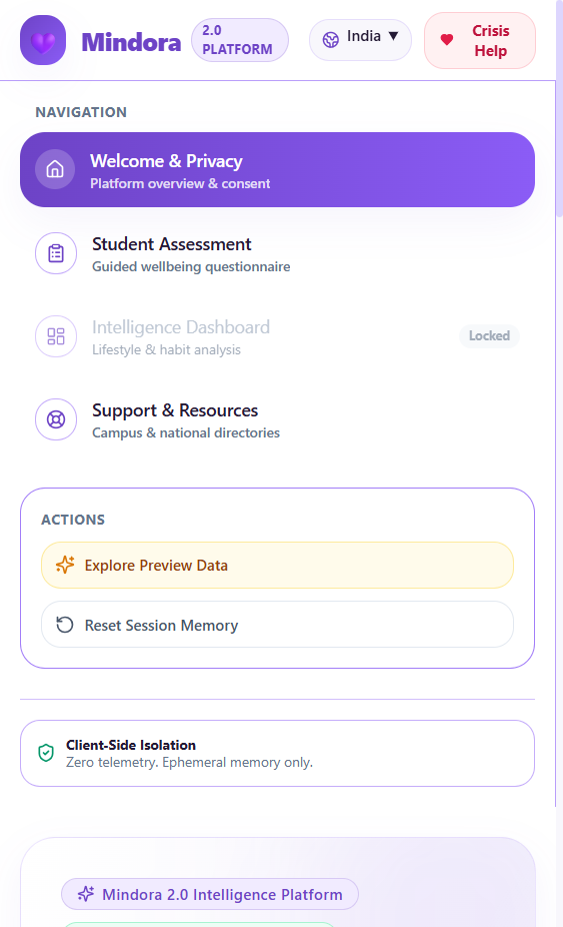 Mindora
2.0
PLATFORM
India ▼
Crisis
Help
NAVIGATION
Welcome & Privacy
Platform overview & consent
Student Assessment
Guided wellbeing questionnaire
Intelligence Dashboard
Lifestyle & habit analysis
Locked
Support & Resources
Campus & national directories
ACTIONS
Explore Preview Data
Reset Session Memory
Client-Side Isolation
Zero telemetry. Ephemeral memory only.
Mindora 2.0 Intelligence Platform